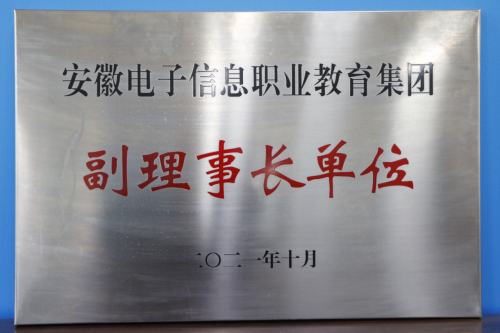 安徽电子信息职业教育集团
副理事长单位
二〇二一年十月